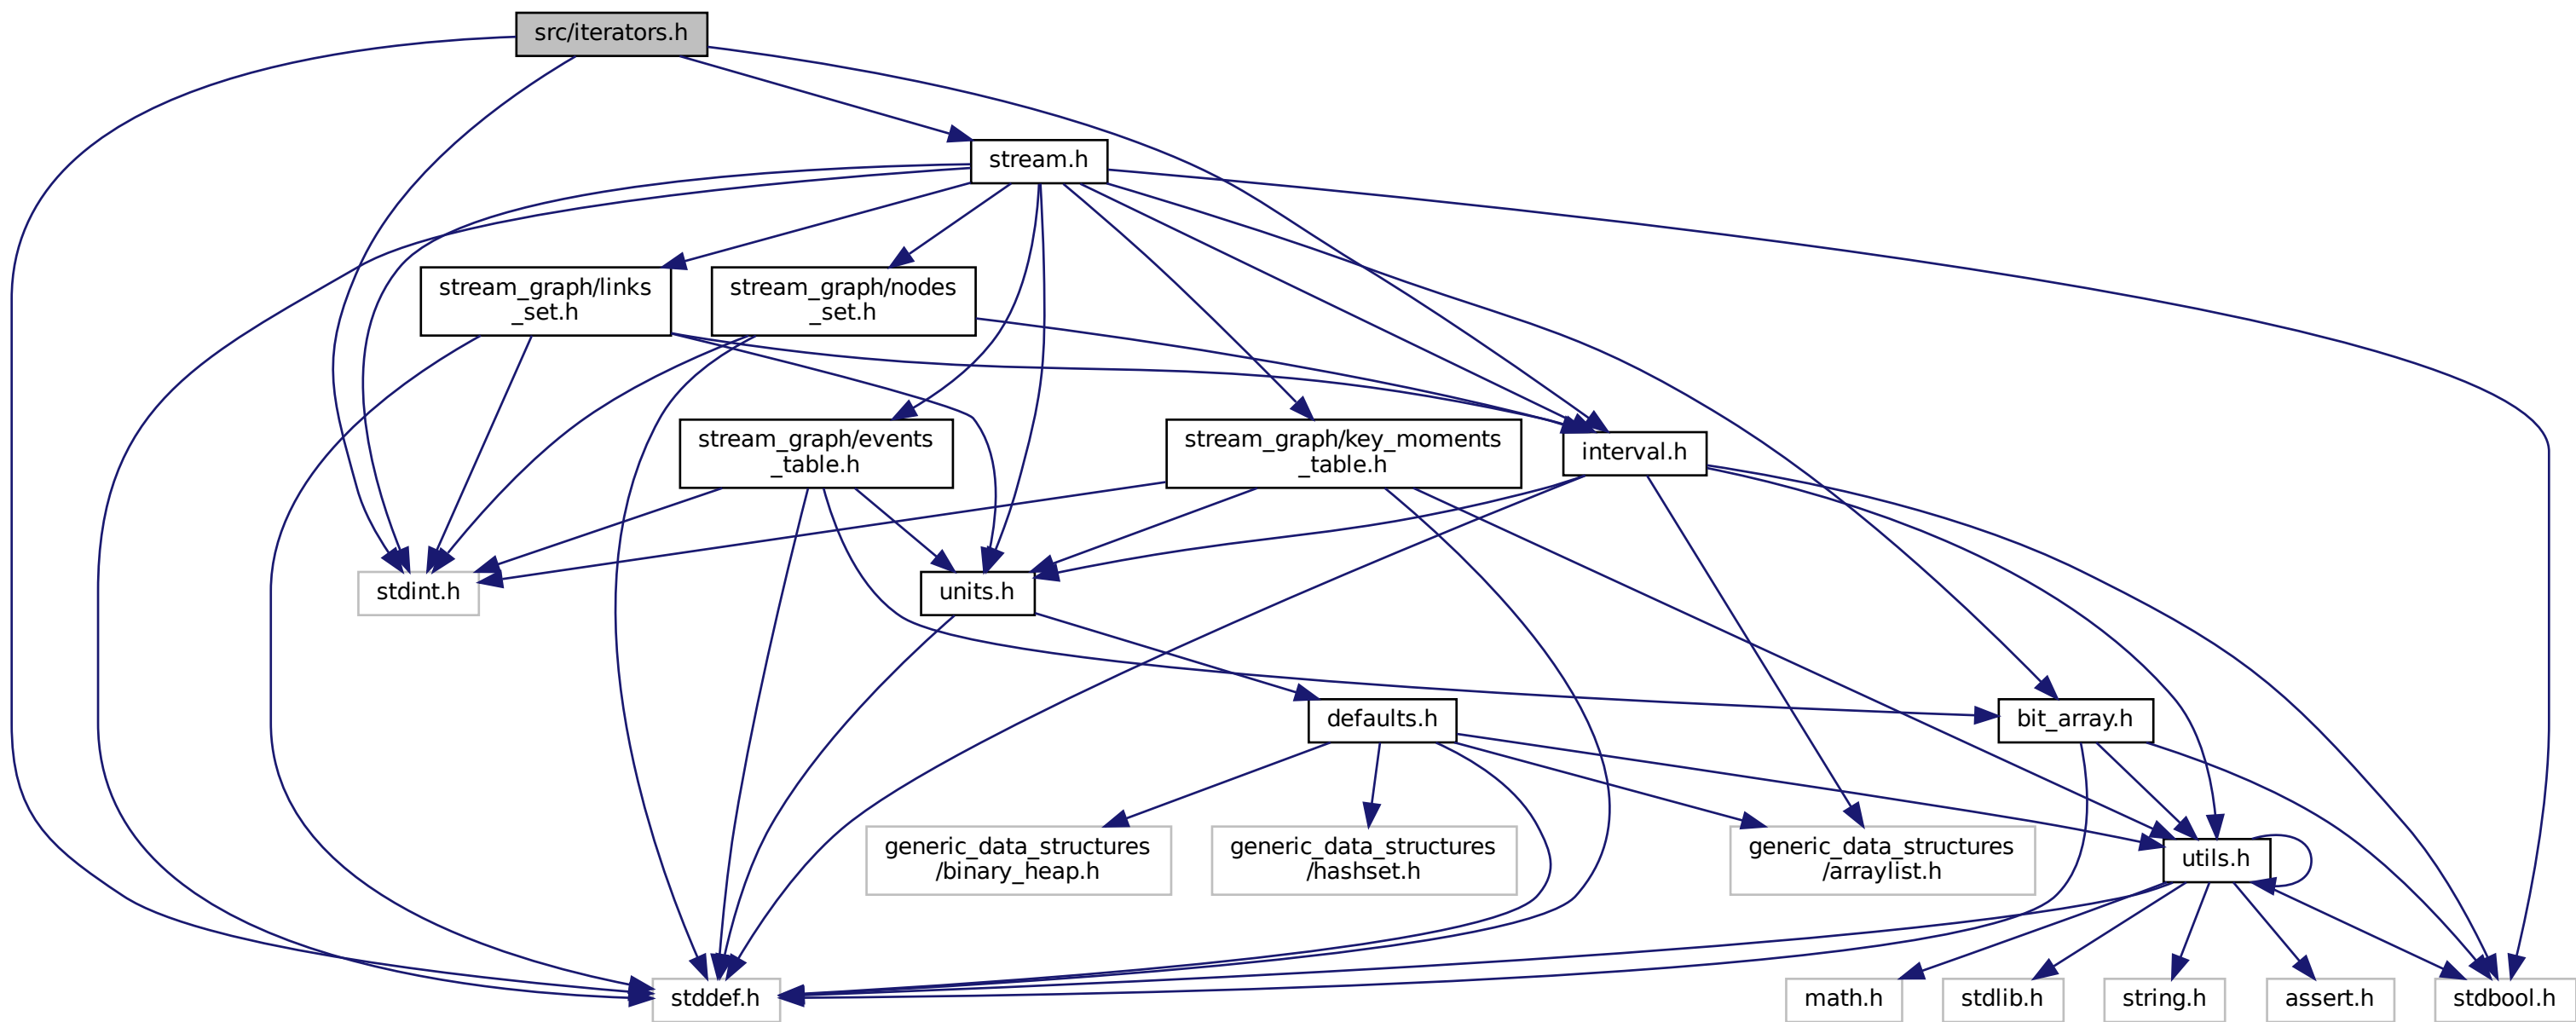 src/iterators.h
stream.h
stream_graph/links
_set.h
stream_graph/nodes
_set.h
stream_graph/events
_table.h
stream_graph/key_moments
_table.h
interval.h
stdint.h
units.h
defaults.h
bit_array.h
generic_data_structures
/binary_heap.h
generic_data_structures
/hashset.h
generic_data_structures
/arraylist.h
utils.h
stddef.h
math.h
stdlib.h
string.h
assert.h
stdbool.h